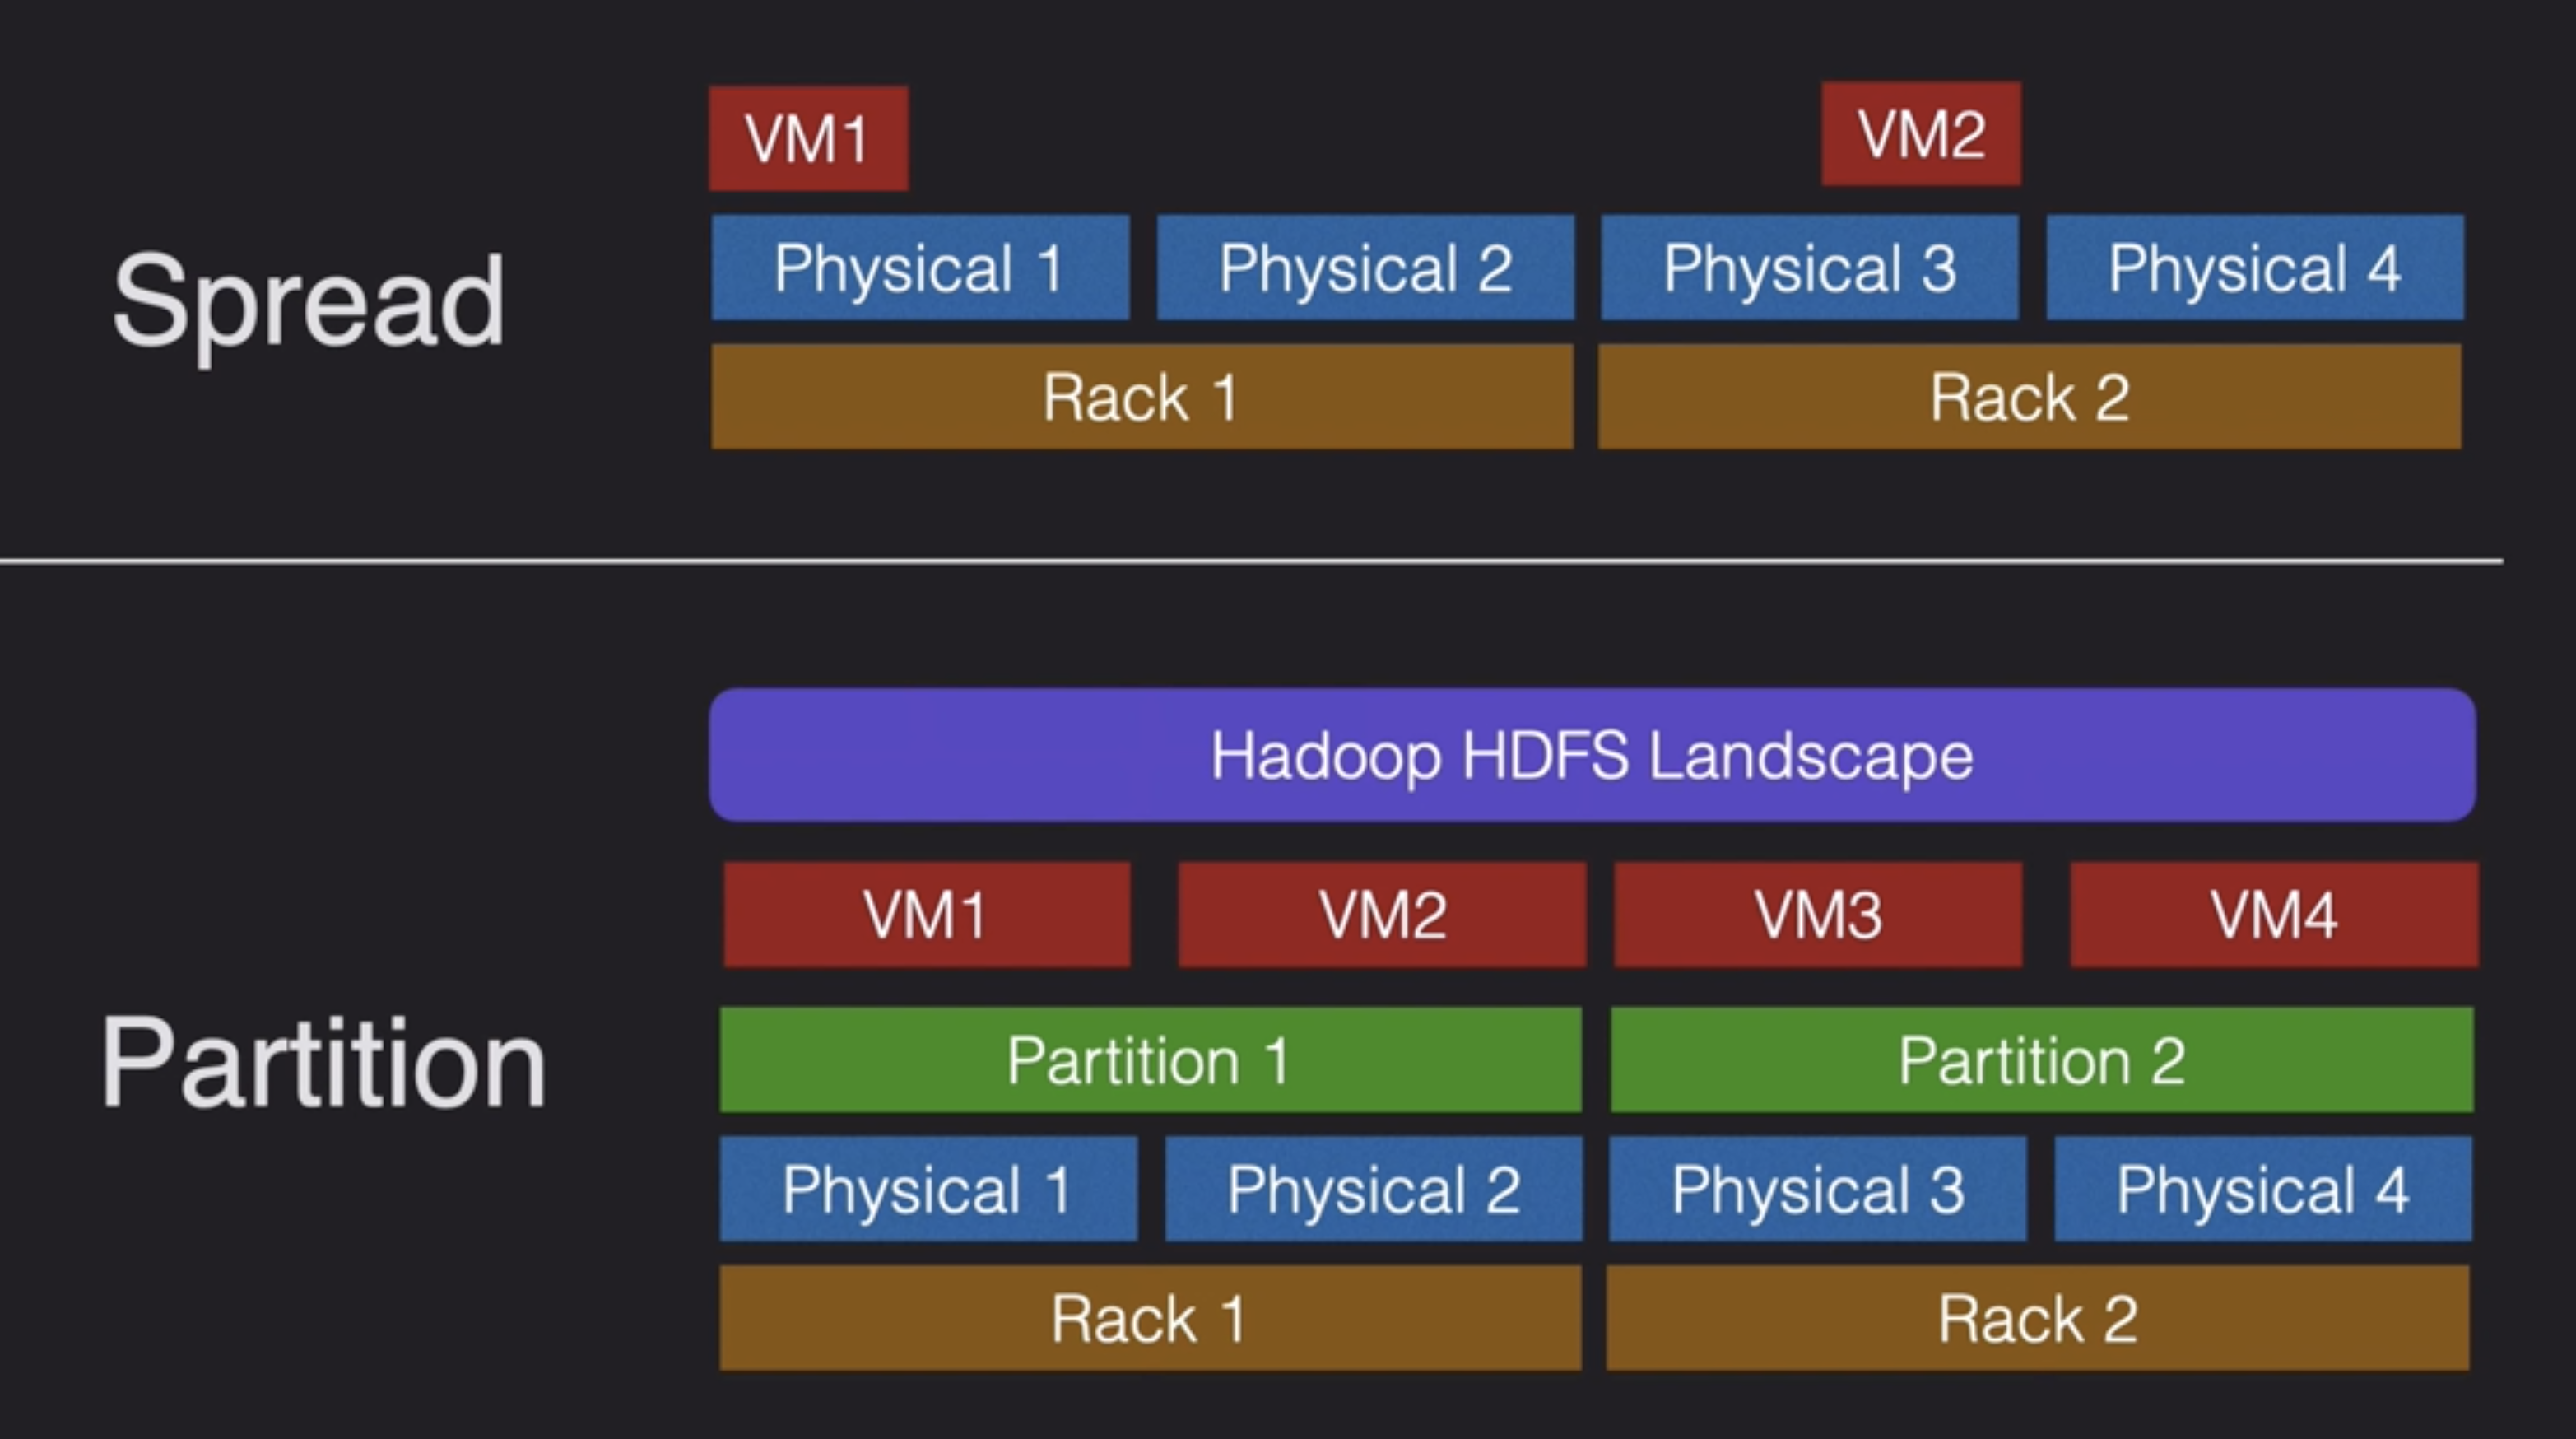 VM1 VM2
Spread
Physical 1 Physical 2 Physical 3 Physical 4
Rack 1 Rack 2
Hadoop HDFS Landscape
VM1 VM2 VM3 VM4
Partition
Partition 1 Partition 2
Physical 1 Physical 2 Physical 3 Physical 4
Rack 1 Rack 2